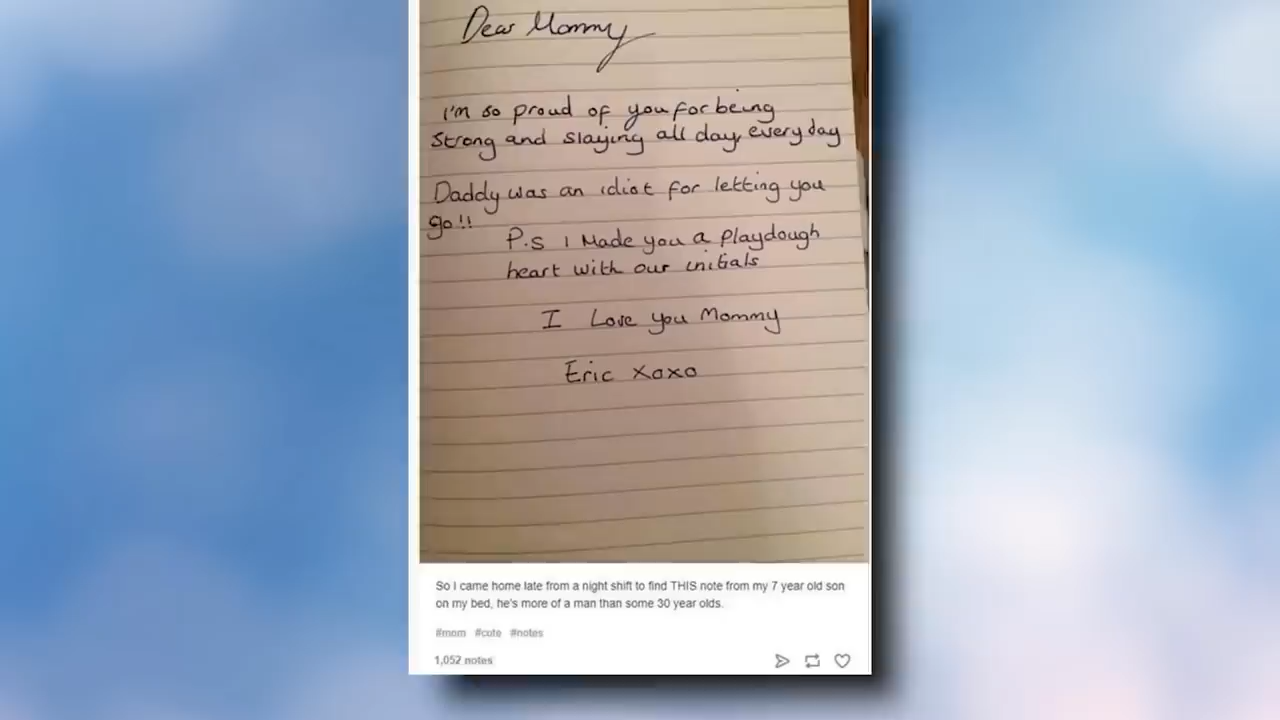 Dear Mommy
I'm so proud of you for being
Strong and slaying all day, every day
Daddy was an idiot for letting you
go!!
P.S I Made you a playdough
heart with our initials
I Love you Mommy
Eric xoxo
So I came home late from a night shift to find THIS note from my 7 year old son
on my bed, he's more of a man than some 30 year olds.
#mom #cute #notes
1,052 notes